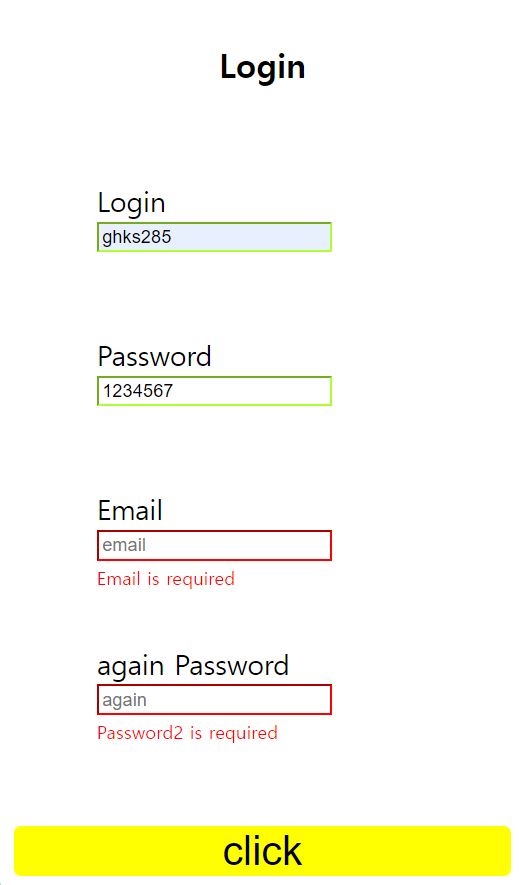 Login
Login
ghks285
Password
1234567
Email
email
Email is required
again Password
again
Password2 is required
click